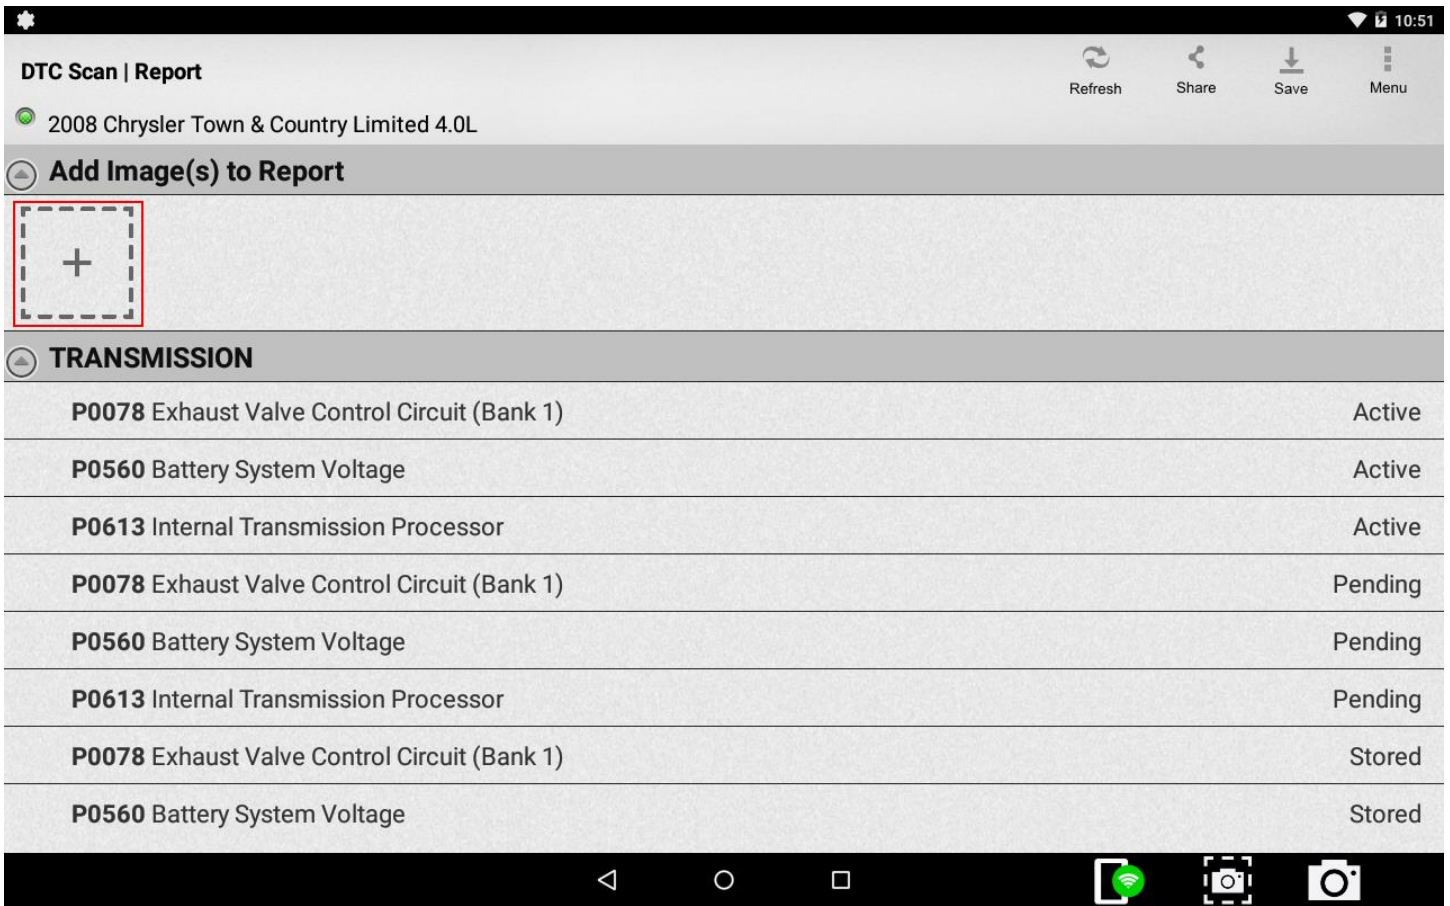 10:51
DTC Scan | Report
Refresh Share Save Menu
2008 Chrysler Town & Country Limited 4.0L
Add Image(s) to Report
+
TRANSMISSION
P0078 Exhaust Valve Control Circuit (Bank 1) Active
P0560 Battery System Voltage Active
P0613 Internal Transmission Processor Active
P0078 Exhaust Valve Control Circuit (Bank 1) Pending
P0560 Battery System Voltage Pending
P0613 Internal Transmission Processor Pending
P0078 Exhaust Valve Control Circuit (Bank 1) Stored
P0560 Battery System Voltage Stored